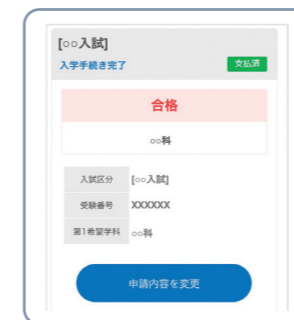 [○○入試]
入学手続き完了 支払済
合格
○○科
入試区分 [○○入試]
受験番号 XXXXXX
第1希望学科 ○○科
申請内容を変更